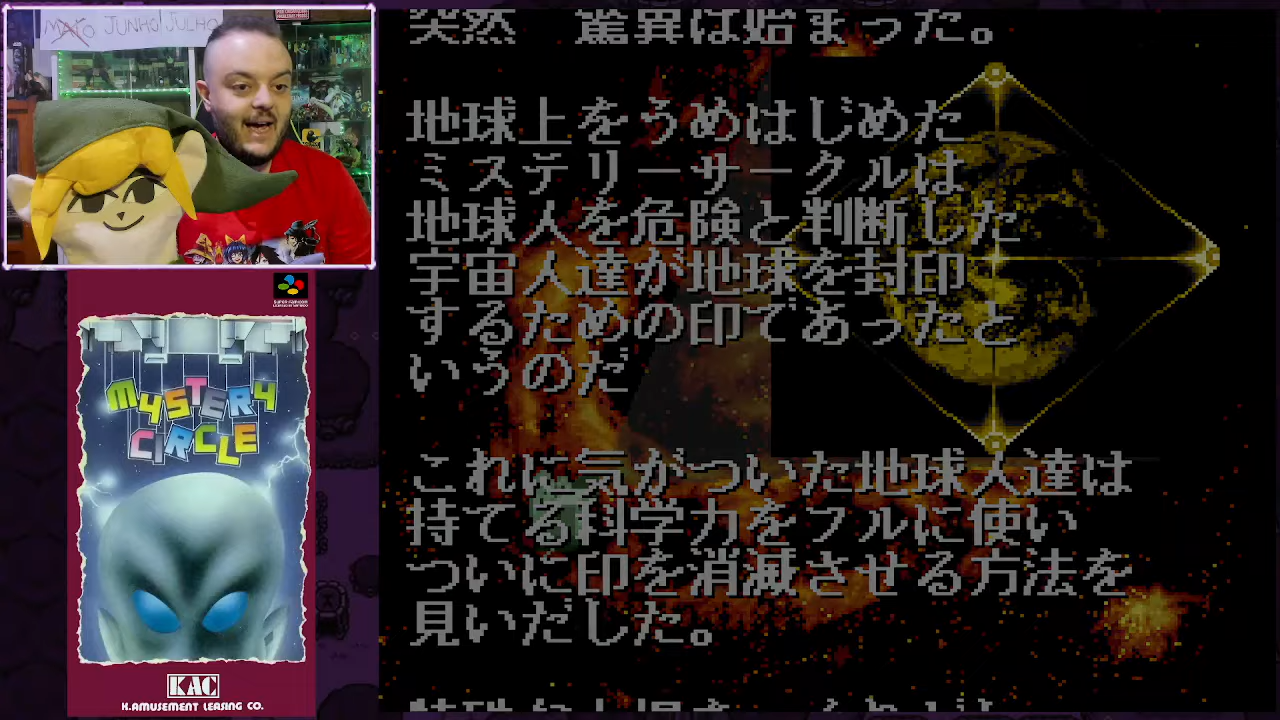 MAIO JUNHO JULHO
突然　驚異は始まった。
地球上をうめはじめた
ミステリーサークルは
地球人を危険と判断した
宇宙人達が地球を封印
するための印であったと
いうのだ
これに気がついた地球人達は
持てる科学力をフルに使い
ついに印を消滅させる方法を
見いだした。
SUPER FAMICOM
MYSTERY
CIRCLE
KAC
K.AMUSEMENT LEASING CO.